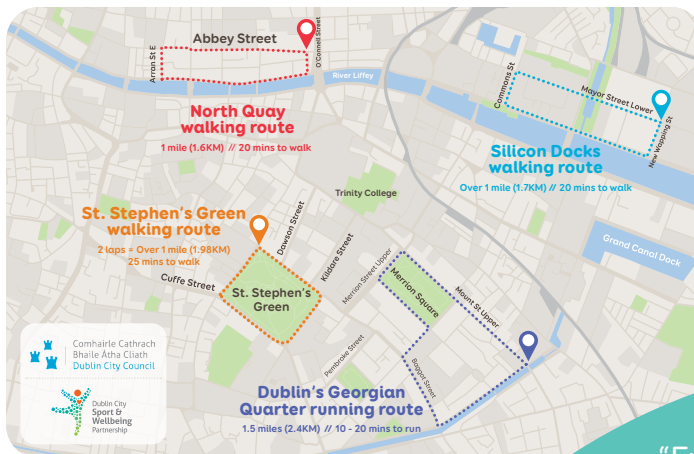 Abbey Street
O'Connell Street
Arran St E
River Liffey
North Quay
walking route
1 mile (1.6KM) // 20 mins to walk
Commons St
Mayor Street Lower
New Wapping St
Silicon Docks
walking route
Over 1 mile (1.7KM) // 20 mins to walk
Trinity College
St. Stephen's Green
walking route
2 laps = Over 1 mile (1.98KM)
25 mins to walk
Dawson Street
Kildare Street
Cuffe Street
St. Stephen's
Green
Grand Canal Dock
Merrion Street Upper
Merrion Square
Mount St Upper
Pembroke Street
Baggot Street
Dublin's Georgian
Quarter running route
1.5 miles (2.4KM) // 10 - 20 mins to run
Comhairle Cathrach
Bhaile Átha Cliath
Dublin City Council
Dublin City
Sport &
Wellbeing
Partnership